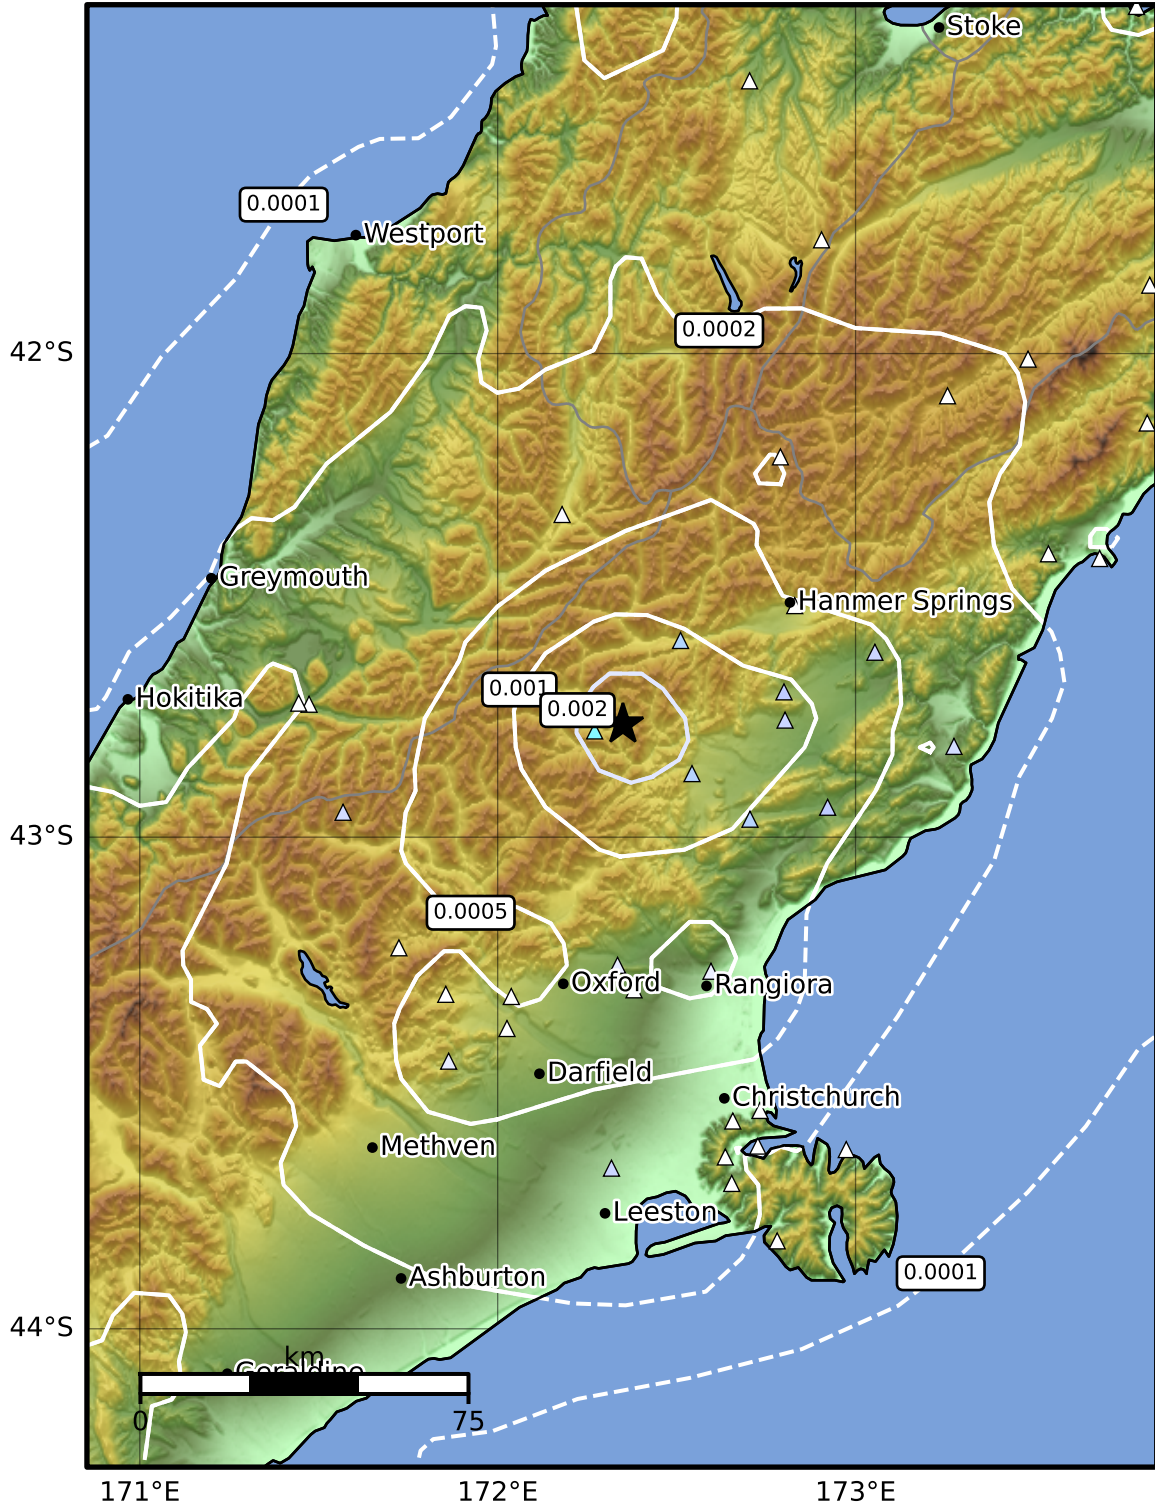 Stoke
0.0001
Westport
0.0002
42°S
Greymouth
Hanmer Springs
0.001
Hokitika
0.002
43°S
0.0005
Oxford
Rangiora
Darfield
Christchurch
Methven
Leeston
0.0001
Ashburton
44°S
km
Geraldine
0
75
171°E
172°E
173°E